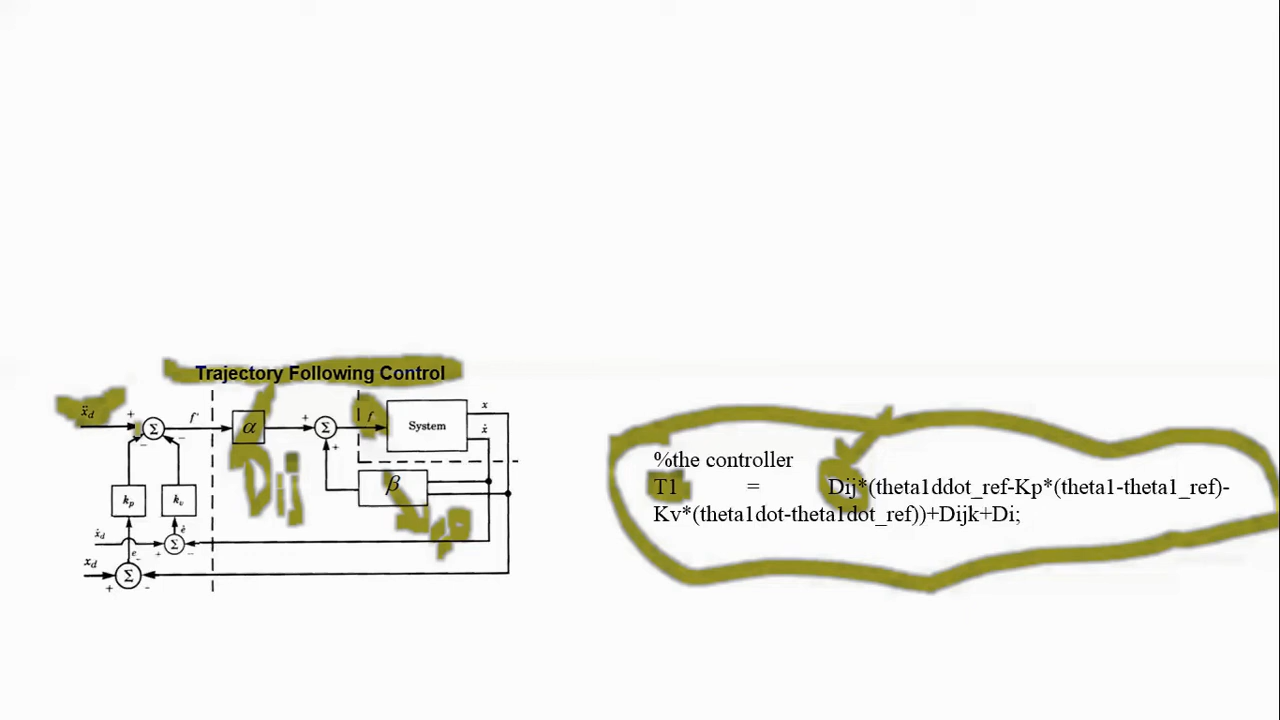 Trajectory Following Control
ẍd + Σ f' α + Σ f System x
ẋ
− − + β
kp kv
Dij
ẋd + Σ ė −
e
xd + Σ −
%the controller
T1 = Dij*(theta1ddot_ref-Kp*(theta1-theta1_ref)-
Kv*(theta1dot-theta1dot_ref))+Dijk+Di;